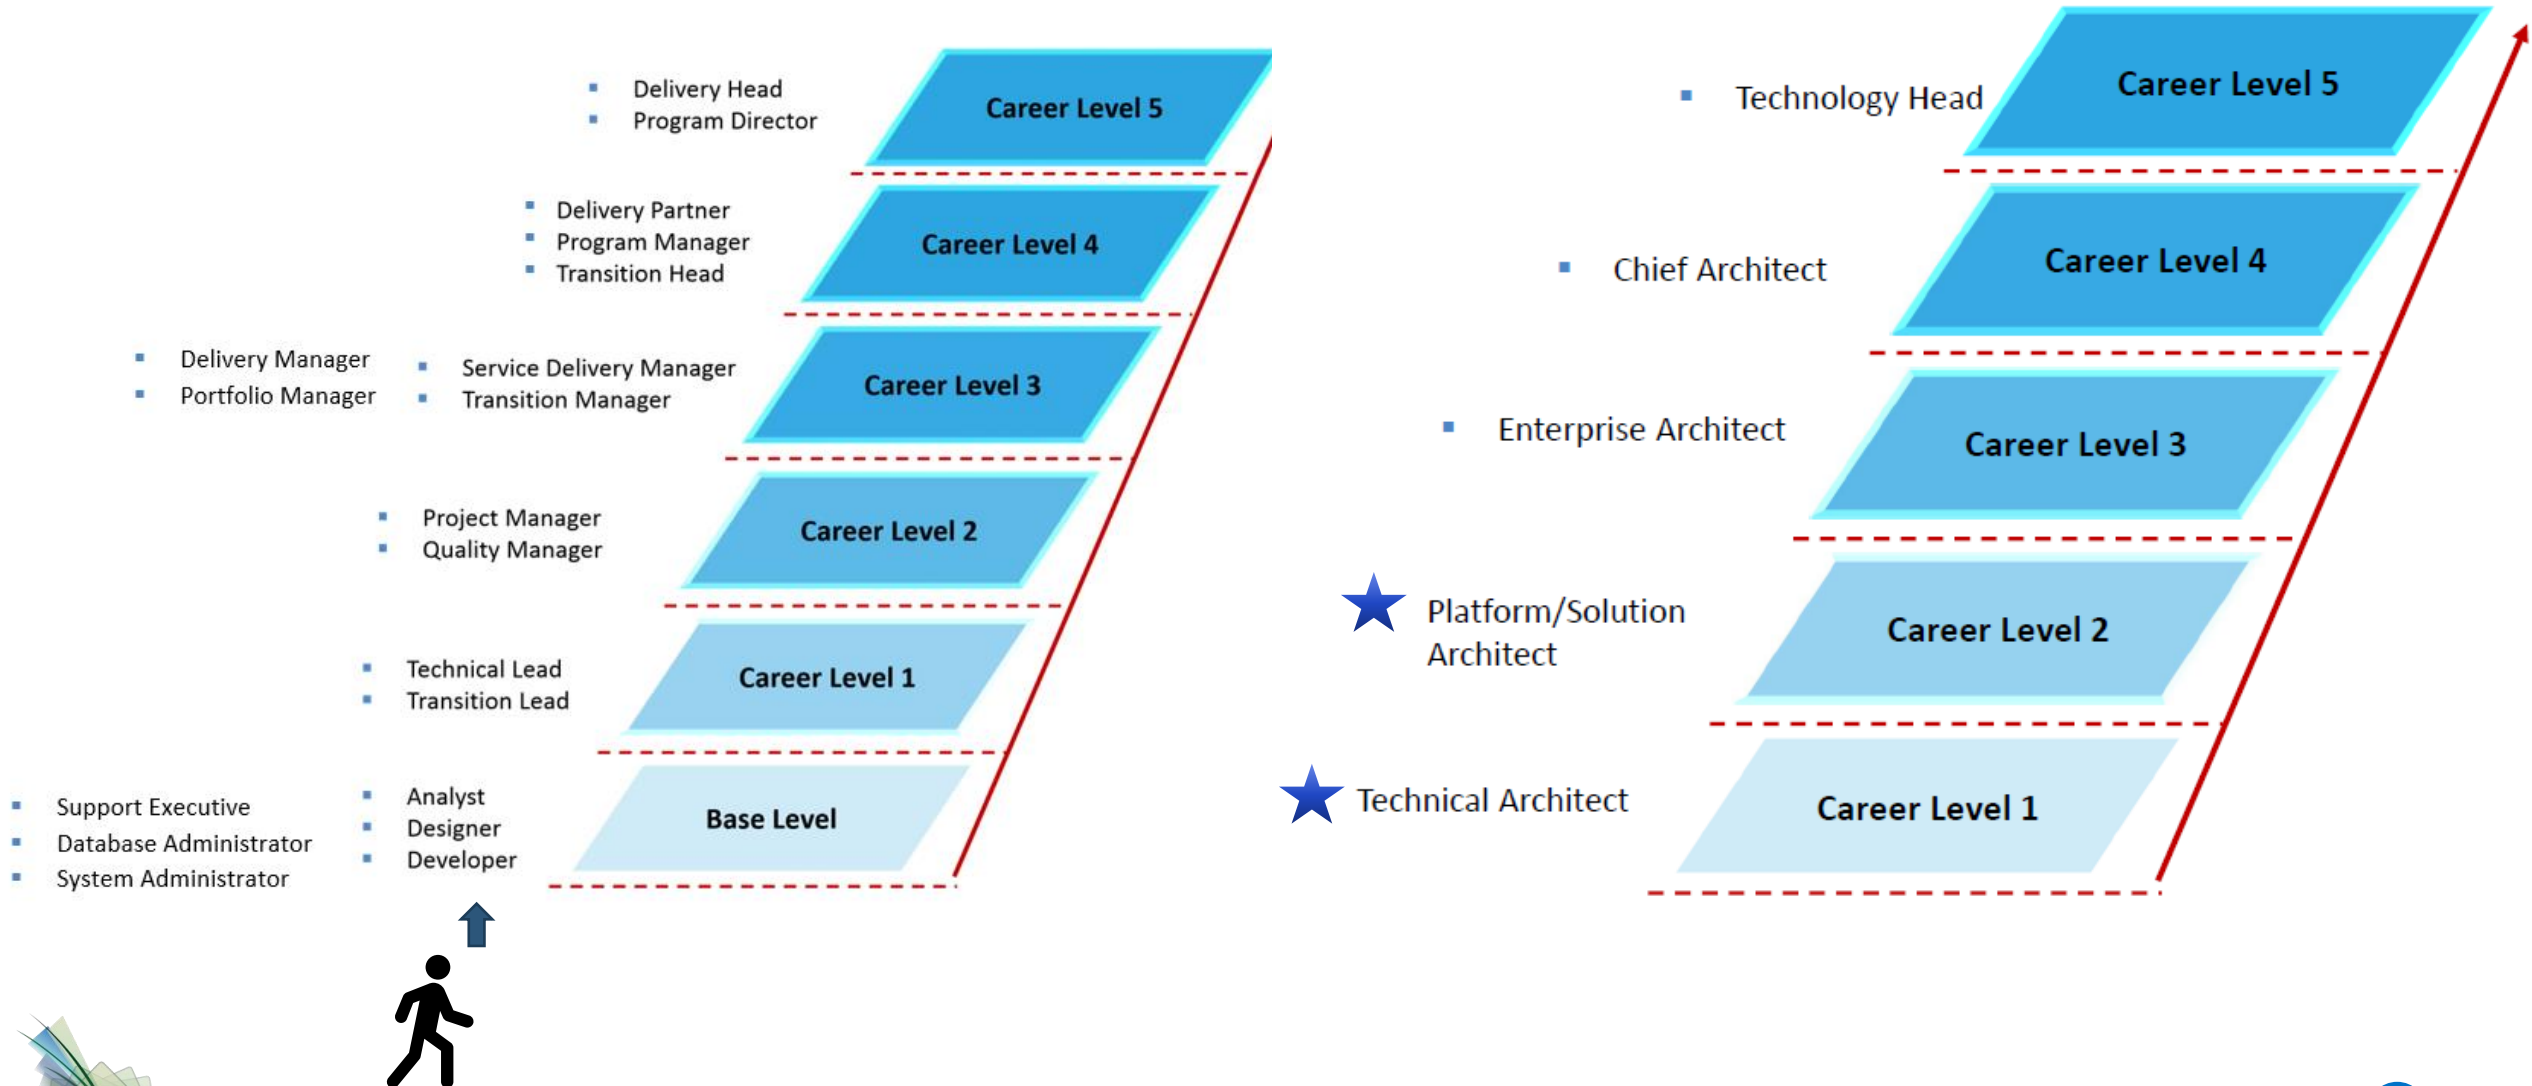 Delivery Head
Program Director
Career Level 5
Delivery Partner
Program Manager
Transition Head
Career Level 4
Delivery Manager
Portfolio Manager
Service Delivery Manager
Transition Manager
Career Level 3
Project Manager
Quality Manager
Career Level 2
Technical Lead
Transition Lead
Career Level 1
Support Executive
Database Administrator
System Administrator
Analyst
Designer
Developer
Base Level
Technology Head
Career Level 5
Chief Architect
Career Level 4
Enterprise Architect
Career Level 3
Platform/Solution
Architect
Career Level 2
Technical Architect
Career Level 1